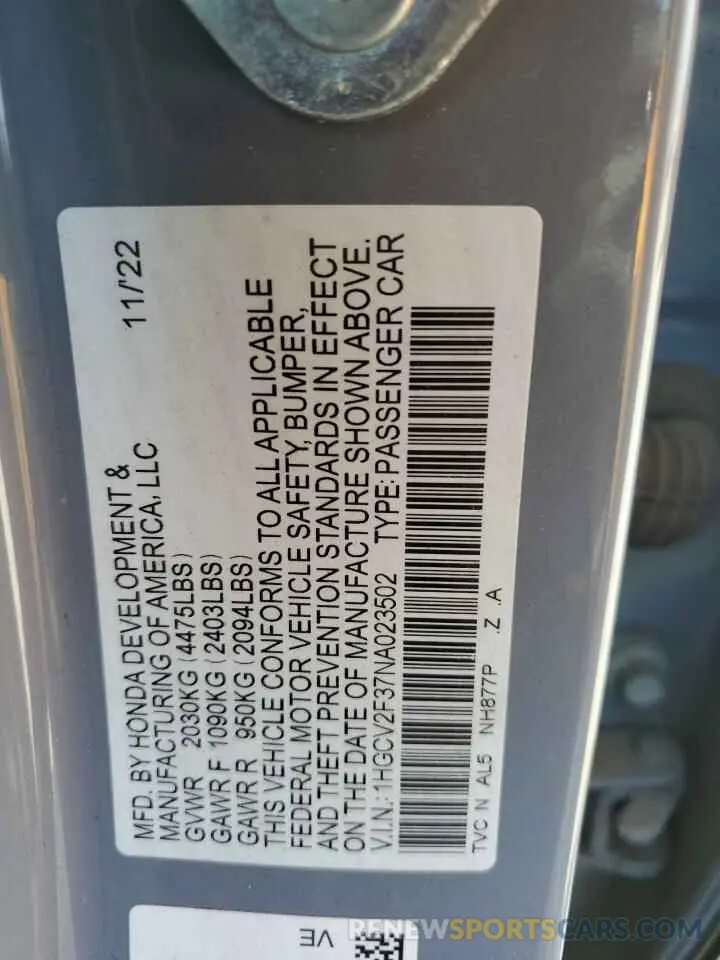 MFD. BY HONDA DEVELOPMENT & 11/'22
MANUFACTURING OF AMERICA, LLC
GVWR 2030KG (4475LBS)
GAWR F 1090KG (2403LBS)
GAWR R 950KG (2094LBS)
THIS VEHICLE CONFORMS TO ALL APPLICABLE
FEDERAL MOTOR VEHICLE SAFETY, BUMPER,
AND THEFT PREVENTION STANDARDS IN EFFECT
ON THE DATE OF MANUFACTURE SHOWN ABOVE.
V.I.N.: 1HGCV2F37NA023502 TYPE: PASSENGER CAR
TVC N AL5 NH877P .Z .A
VE
RENEWSPORTSCARS.COM